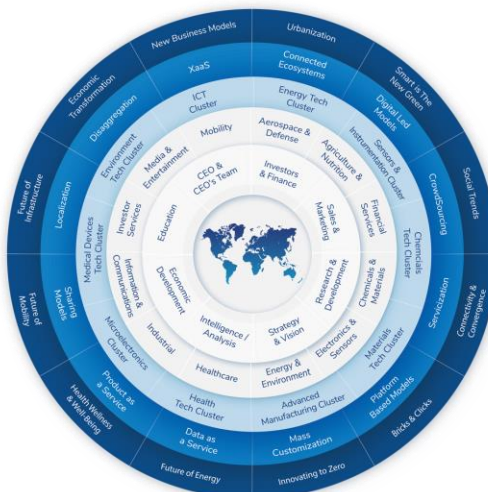 New Business Models
Urbanization
Smart is The
New Green
Social Trends
Connectivity &
Convergence
Bricks & Clicks
Innovating to Zero
Future of Energy
Health Wellness
& Well-Being
Future of
Mobility
Future of
Infrastructure
Economic
Transformation
XaaS
Connected
Ecosystems
Digital Led
Models
CrowdSourcing
Servicization
Platform
Based Models
Mass
Customization
Data as
a Service
Product as
a Service
Sharing
Models
Localization
Disaggregation
ICT
Cluster
Energy Tech
Cluster
Sensors &
Instrumentation Cluster
Chemcials
Tech Cluster
Materials
Tech Cluster
Advanced
Manufacturing Cluster
Health
Tech Cluster
Microelectronics
Cluster
Medical Devices
Tech Cluster
Environment
Tech Cluster
Mobility
Aerospace &
Defense
Agriculture &
Nutrition
Financial
Services
Chemicals &
Materials
Electronics &
Sensors
Energy &
Environment
Healthcare
Industrial
Information &
Communications
Investor
Services
Media &
Entertainment
CEO &
CEO's Team
Investors
& Finance
Sales &
Marketing
Research &
Development
Strategy
& Vision
Intelligence /
Analysis
Economic
Development
Education